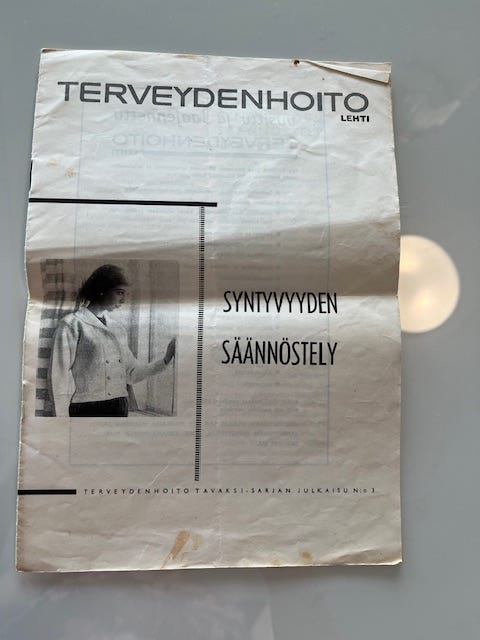 TERVEYDENHOITO
LEHTI
SYNTYVYYDEN
SÄÄNNÖSTELY
TERVEYDENHOITO TAVAKSI-SARJAN JULKAISU N:o 3